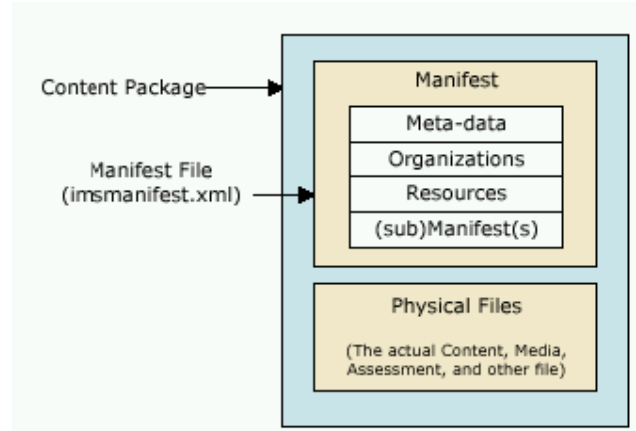 Content Package
Manifest File
(imsmanifest.xml)
Manifest
Meta-data
Organizations
Resources
(sub)Manifest(s)
Physical Files
(The actual Content, Media,
Assessment, and other file)